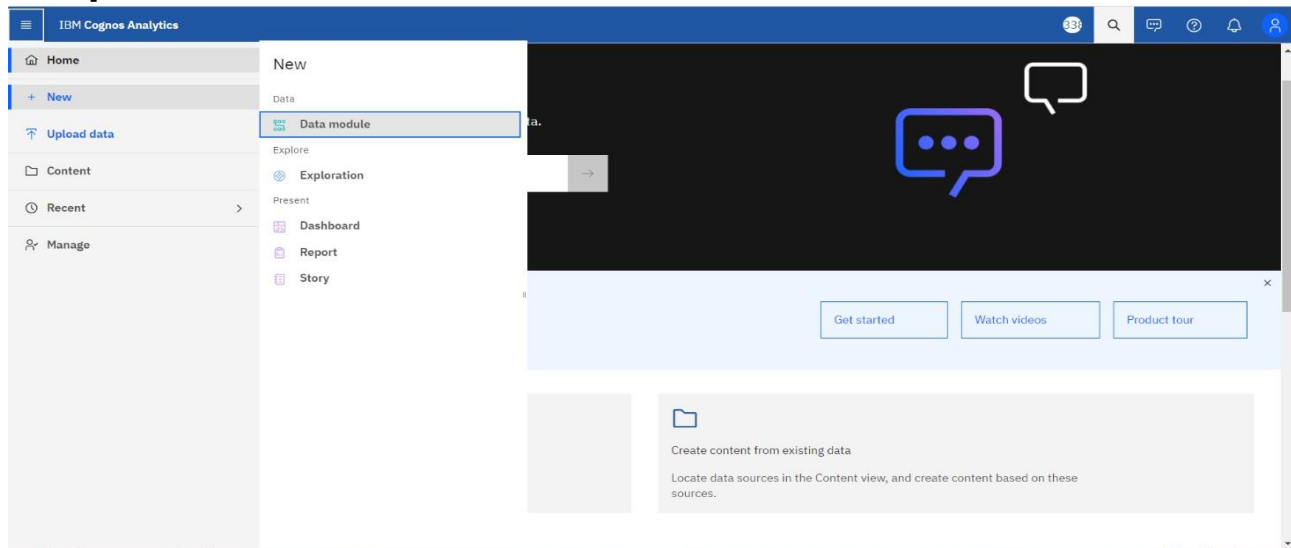 IBM Cognos Analytics
Home
New
Upload data
Content
Recent
Manage
New
Data
Data module
Explore
Exploration
Present
Dashboard
Report
Story
ta.
Get started
Watch videos
Product tour
Create content from existing data
Locate data sources in the Content view, and create content based on these
sources.